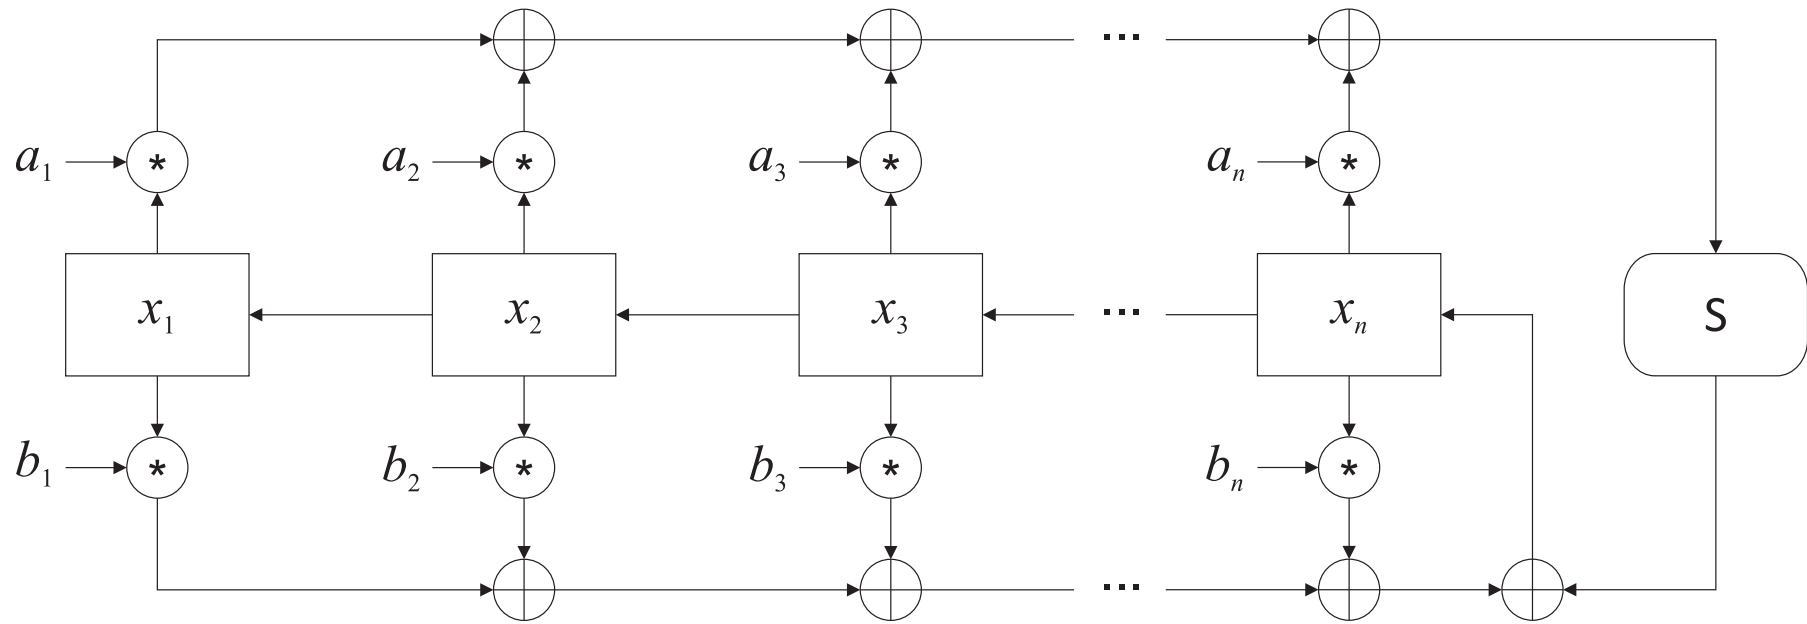 ...
a1 * a2 * a3 * an *
x1 x2 x3 ... xn S
b1 * b2 * b3 * bn *
...